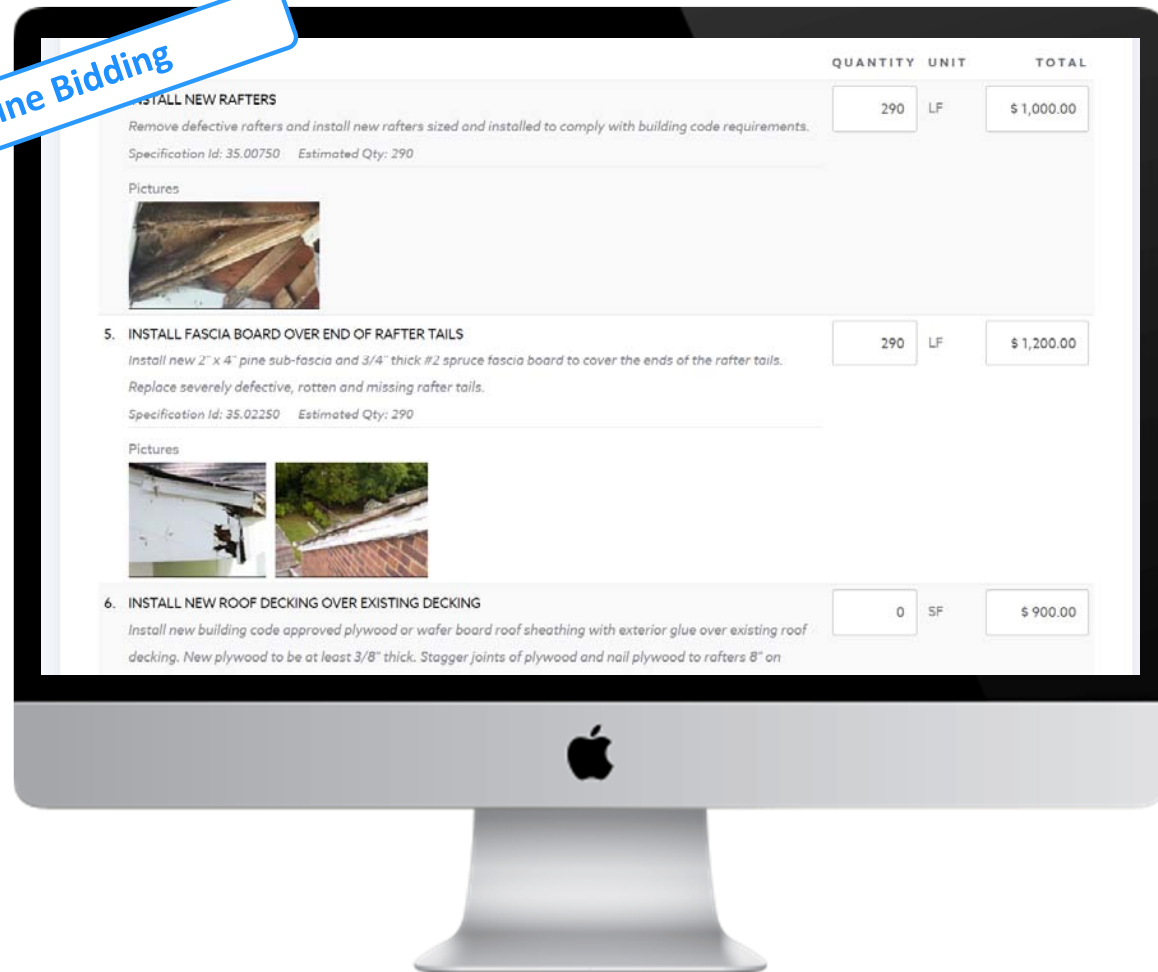 ine Bidding
QUANTITY UNIT TOTAL
INSTALL NEW RAFTERS 290 LF $ 1,000.00
Remove defective rafters and install new rafters sized and installed to comply with building code requirements.
Specification Id: 35.00750 Estimated Qty: 290
Pictures
5. INSTALL FASCIA BOARD OVER END OF RAFTER TAILS 290 LF $ 1,200.00
Install new 2" x 4" pine sub-fascia and 3/4" thick #2 spruce fascia board to cover the ends of the rafter tails.
Replace severely defective, rotten and missing rafter tails.
Specification Id: 35.02250 Estimated Qty: 290
Pictures
6. INSTALL NEW ROOF DECKING OVER EXISTING DECKING 0 SF $ 900.00
Install new building code approved plywood or wafer board roof sheathing with exterior glue over existing roof
decking. New plywood to be at least 3/8" thick. Stagger joints of plywood and nail plywood to rafters 8" on